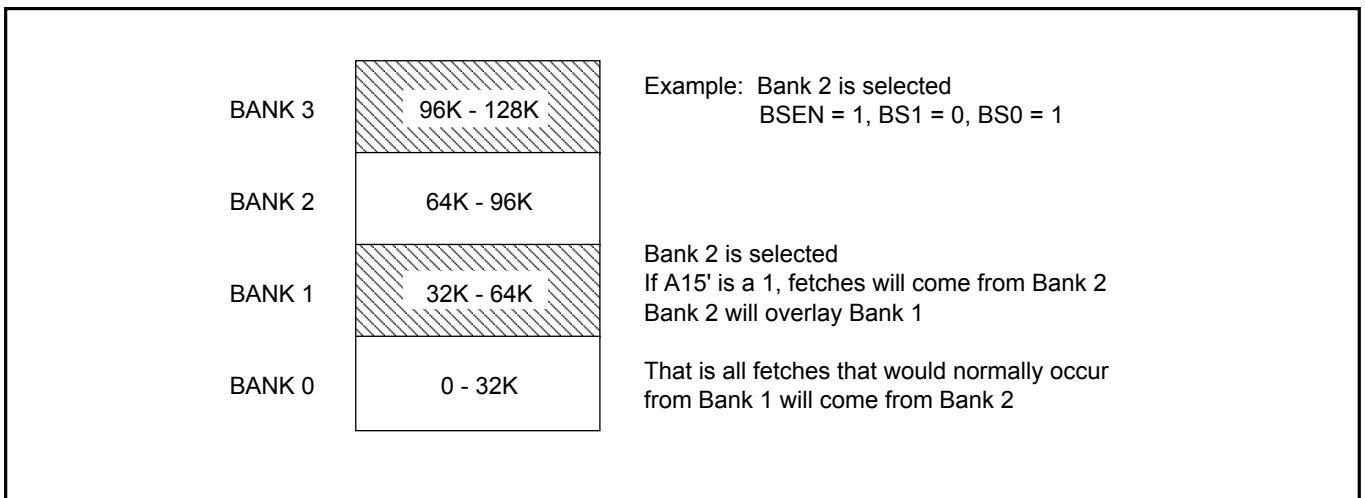 BANK 3
96K - 128K
Example: Bank 2 is selected
BSEN = 1, BS1 = 0, BS0 = 1
BANK 2
64K - 96K
BANK 1
32K - 64K
Bank 2 is selected
If A15' is a 1, fetches will come from Bank 2
Bank 2 will overlay Bank 1
BANK 0
0 - 32K
That is all fetches that would normally occur
from Bank 1 will come from Bank 2